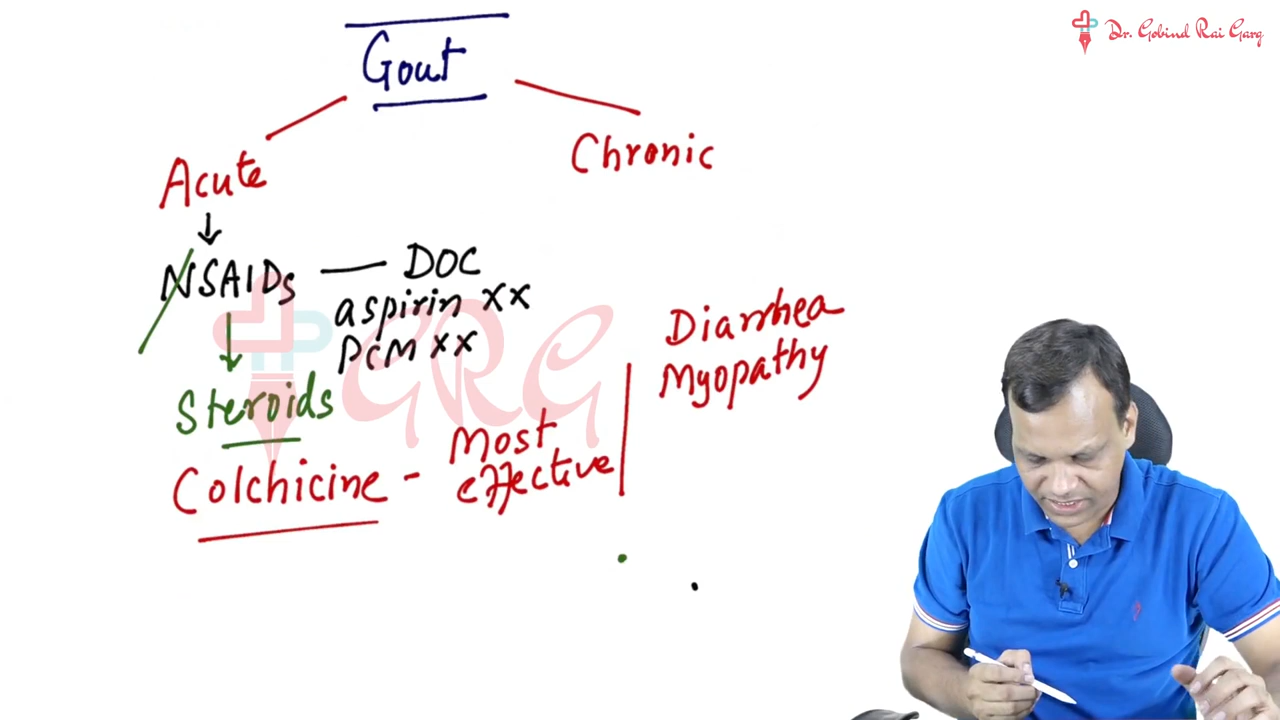 Dr. Gobind Rai Garg
Gout
Acute
Chronic
NSAIDs — DOC
aspirin xx
PCM xx
Steroids
Colchicine - Most effective
Diarrhea
Myopathy
GRG